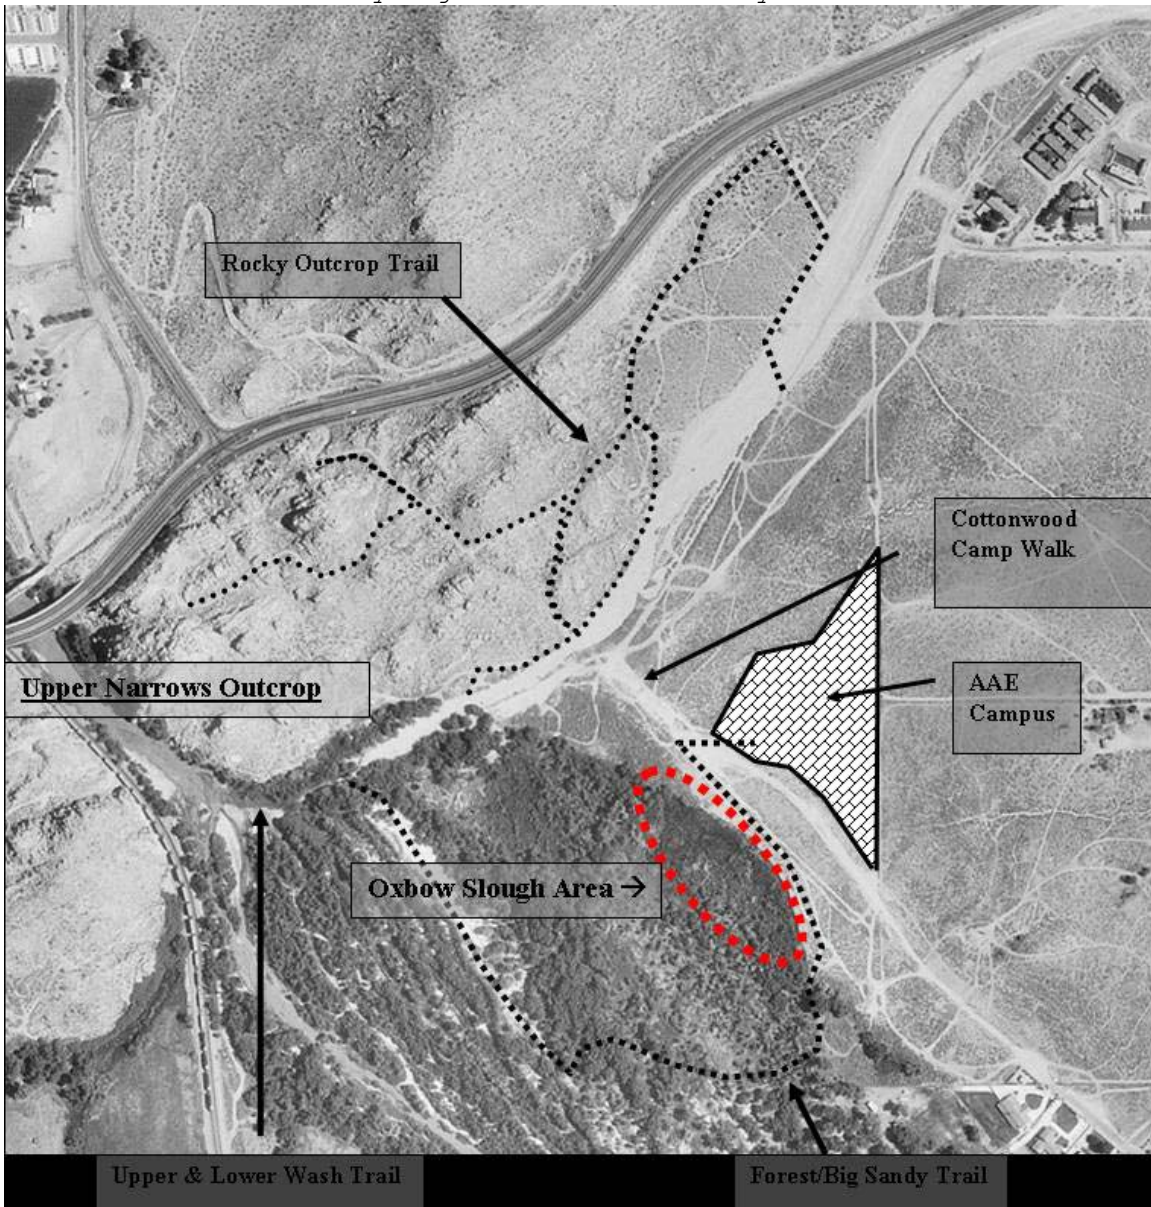 Rocky Outcrop Trail
Cottonwood
Camp Walk
Upper Narrows Outcrop
AAE
Campus
Oxbow Slough Area →
Upper & Lower Wash Trail
Forest/Big Sandy Trail